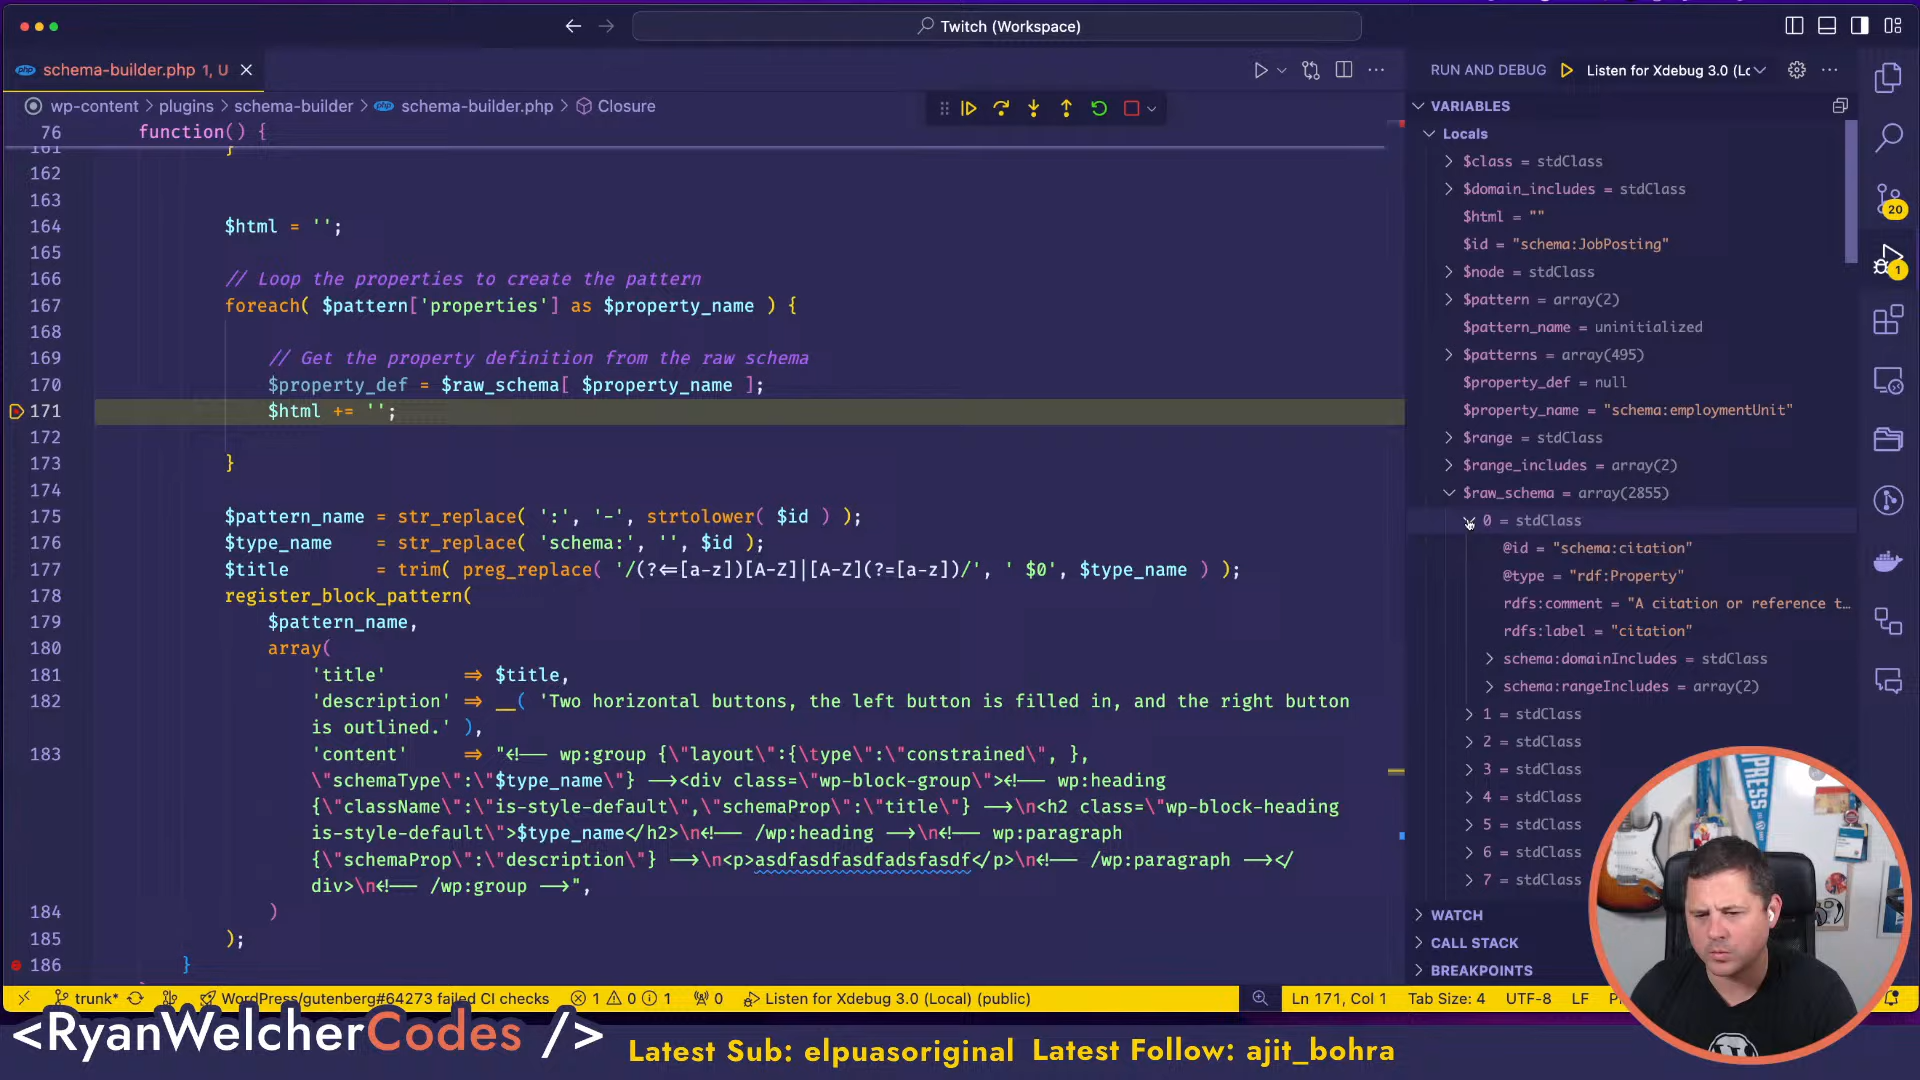 Twitch (Workspace)
schema-builder.php 1, U
RUN AND DEBUG
Listen for Xdebug 3.0 (Lc
wp-content > plugins > schema-builder > schema-builder.php > Closure
76 function() {
161 }
162
163
164 $html = '';
165
166 // Loop the properties to create the pattern
167 foreach( $pattern['properties'] as $property_name ) {
168
169 // Get the property definition from the raw schema
170 $property_def = $raw_schema[ $property_name ];
171 $html += '';
172
173 }
174
175 $pattern_name = str_replace( ':', '-', strtolower( $id ) );
176 $type_name = str_replace( 'schema:', '', $id );
177 $title = trim( preg_replace( '/(?<=[a-z])[A-Z]|[A-Z](?=[a-z])/', ' $0', $type_name ) );
178 register_block_pattern(
179 $pattern_name,
180 array(
181 'title' => $title,
182 'description' => __( 'Two horizontal buttons, the left button is filled in, and the right button
is outlined.' ),
183 'content' => "<!-- wp:group {\"layout\":{\type\":\"constrained\", },
\"schemaType\":\"$type_name\"} --><div class=\"wp-block-group\"><!-- wp:heading
{\"className\":\"is-style-default\",\"schemaProp\":\"title\"} -->\n<h2 class=\"wp-block-heading
is-style-default\">$type_name</h2>\n<!-- /wp:heading -->\n<!-- wp:paragraph
{\"schemaProp\":\"description\"} -->\n<p>asdfasdfasdfadsfasdf</p>\n<!-- /wp:paragraph --></
div>\n<!-- /wp:group -->",
184 )
185 );
186 }
VARIABLES
Locals
$class = stdClass
$domain_includes = stdClass
$html = ""
$id = "schema:JobPosting"
$node = stdClass
$pattern = array(2)
$pattern_name = uninitialized
$patterns = array(495)
$property_def = null
$property_name = "schema:employmentUnit"
$range = stdClass
$range_includes = array(2)
$raw_schema = array(2855)
0 = stdClass
@id = "schema:citation"
@type = "rdf:Property"
rdfs:comment = "A citation or reference t…
rdfs:label = "citation"
schema:domainIncludes = stdClass
schema:rangeIncludes = array(2)
1 = stdClass
2 = stdClass
3 = stdClass
4 = stdClass
5 = stdClass
6 = stdClass
7 = stdClass
WATCH
CALL STACK
BREAKPOINTS
20
1
trunk* WordPress/gutenberg#64273 failed CI checks 1 0 1 0 Listen for Xdebug 3.0 (Local) (public) Ln 171, Col 1 Tab Size: 4 UTF-8 LF
<RyanWelcherCodes />
Latest Sub: elpuasoriginal Latest Follow: ajit_bohra